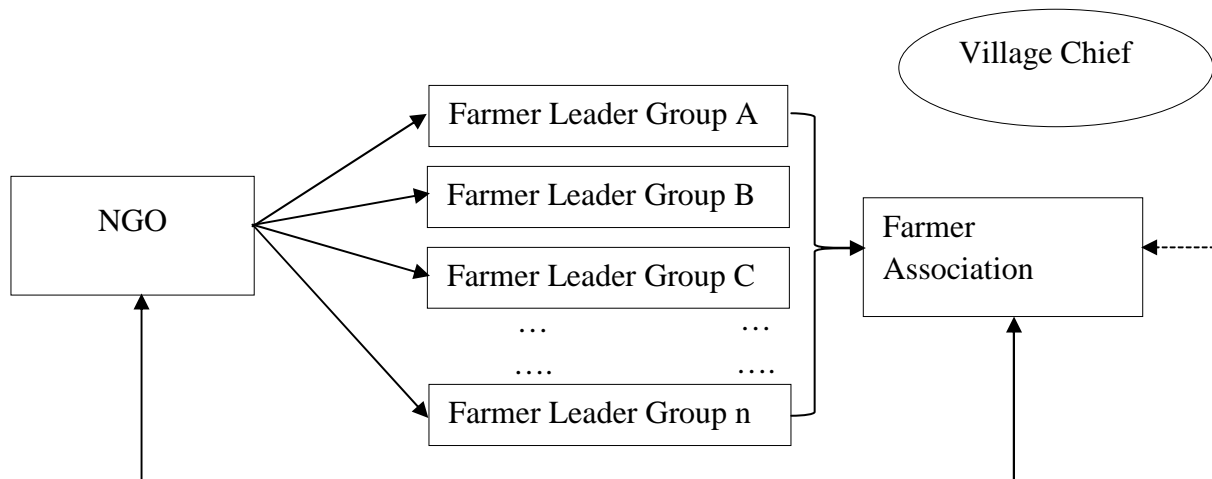 Village Chief
Farmer Leader Group A
Farmer Leader Group B
NGO
Farmer
Association
Farmer Leader Group C
… …
…. ….
Farmer Leader Group n